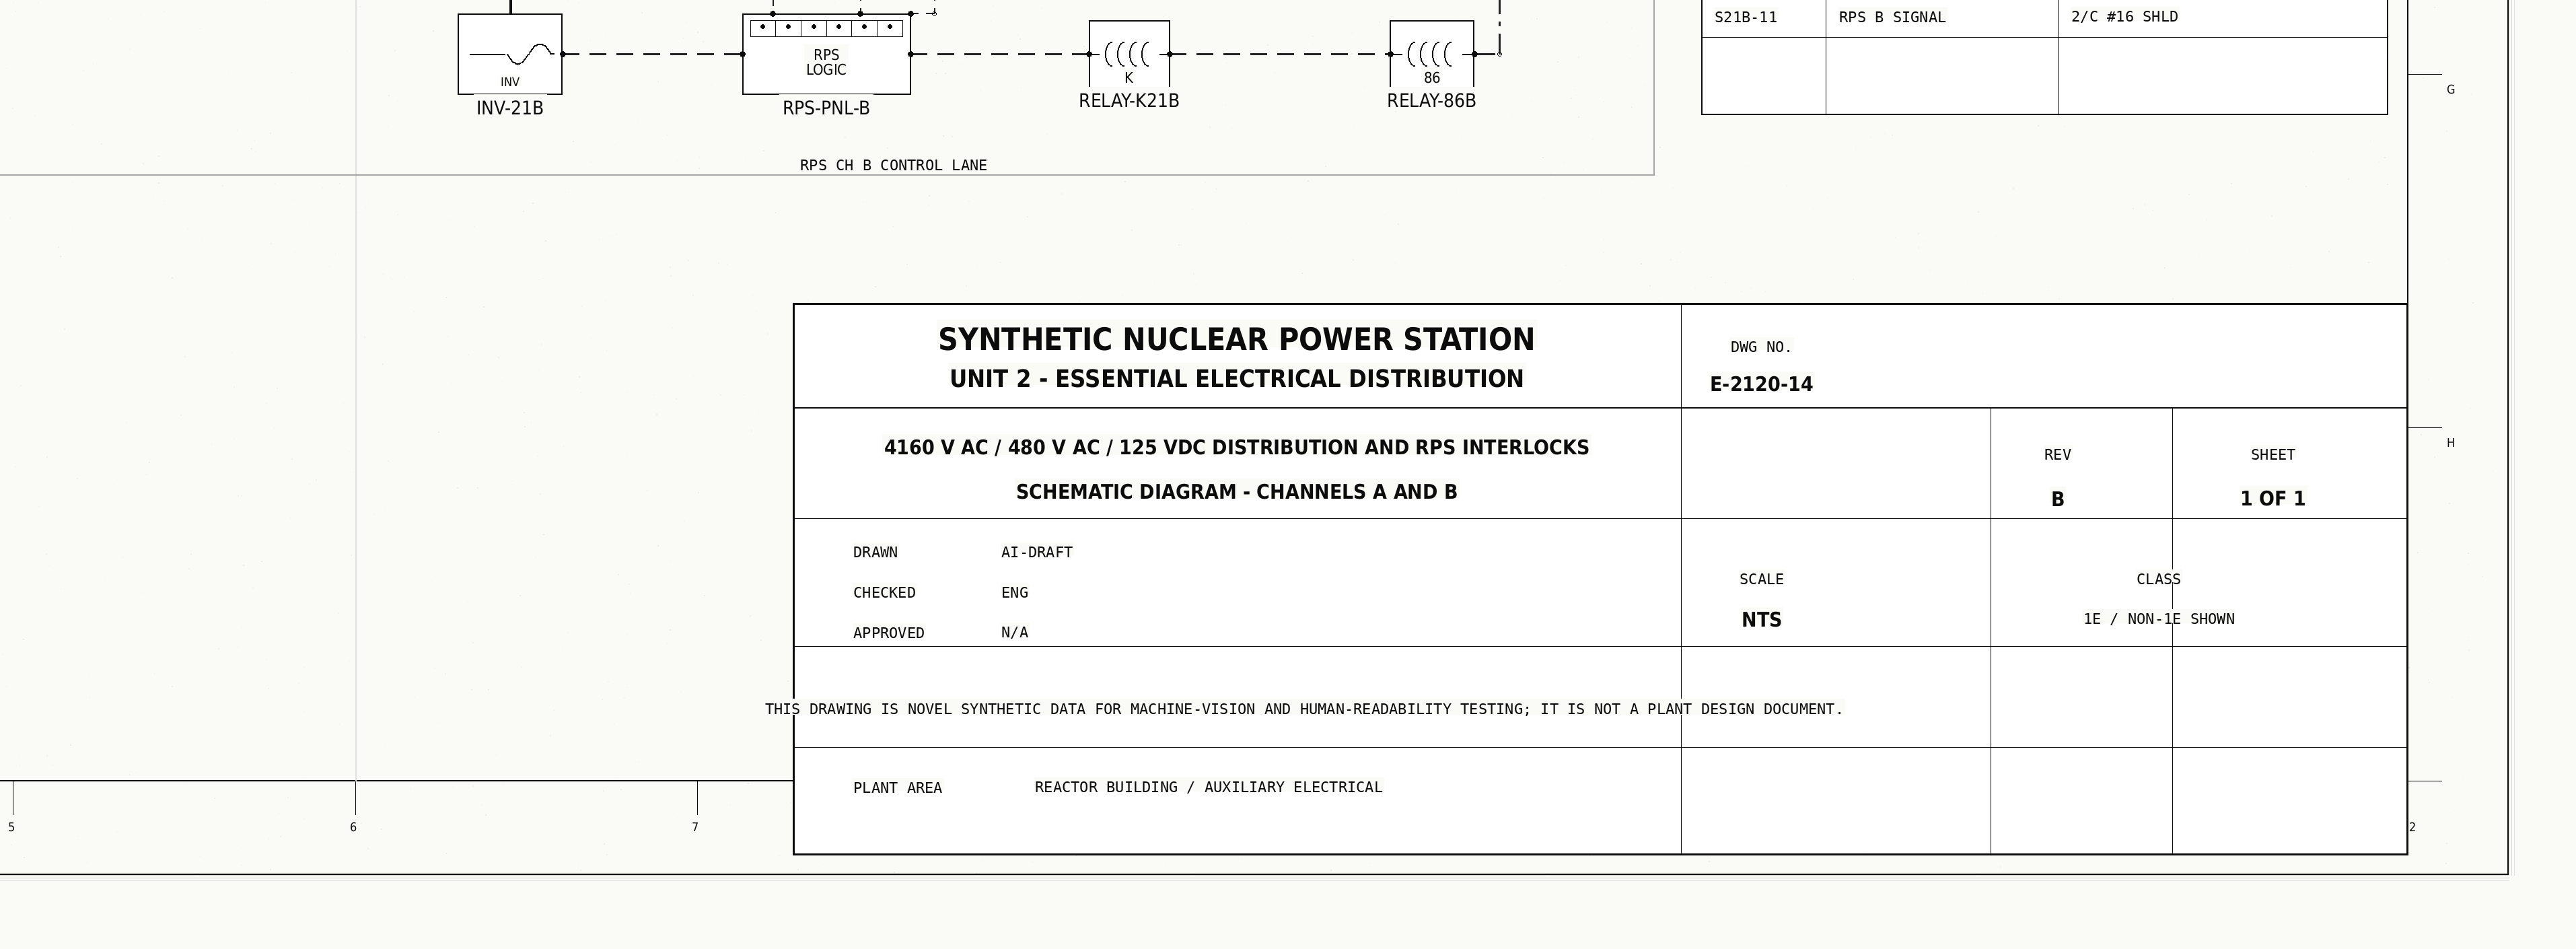 S21B-11 RPS B SIGNAL 2/C #16 SHLD
RPS
LOGIC
INV
K
86
INV-21B
RPS-PNL-B
RELAY-K21B
RELAY-86B
G
RPS CH B CONTROL LANE
SYNTHETIC NUCLEAR POWER STATION
UNIT 2 - ESSENTIAL ELECTRICAL DISTRIBUTION
DWG NO.
E-2120-14
4160 V AC / 480 V AC / 125 VDC DISTRIBUTION AND RPS INTERLOCKS
SCHEMATIC DIAGRAM - CHANNELS A AND B
REV
B
SHEET
1 OF 1
H
DRAWN AI-DRAFT
CHECKED ENG
APPROVED N/A
SCALE
NTS
CLASS
1E / NON-1E SHOWN
THIS DRAWING IS NOVEL SYNTHETIC DATA FOR MACHINE-VISION AND HUMAN-READABILITY TESTING; IT IS NOT A PLANT DESIGN DOCUMENT.
PLANT AREA REACTOR BUILDING / AUXILIARY ELECTRICAL
5 6 7 2